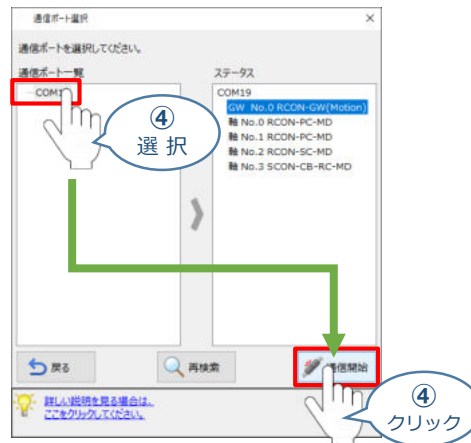 通信ポート選択
通信ポートを選択してください。
通信ポート一覧
ステータス
COM1
COM19
GW No.0 RCON-GW(Motion)
軸 No.0 RCON-PC-MD
軸 No.1 RCON-PC-MD
軸 No.2 RCON-SC-MD
軸 No.3 SCON-CB-RC-MD
④
選択
戻る
再検索
通信開始
詳しい説明を見る場合は、
ここをクリックしてください。
④
クリック